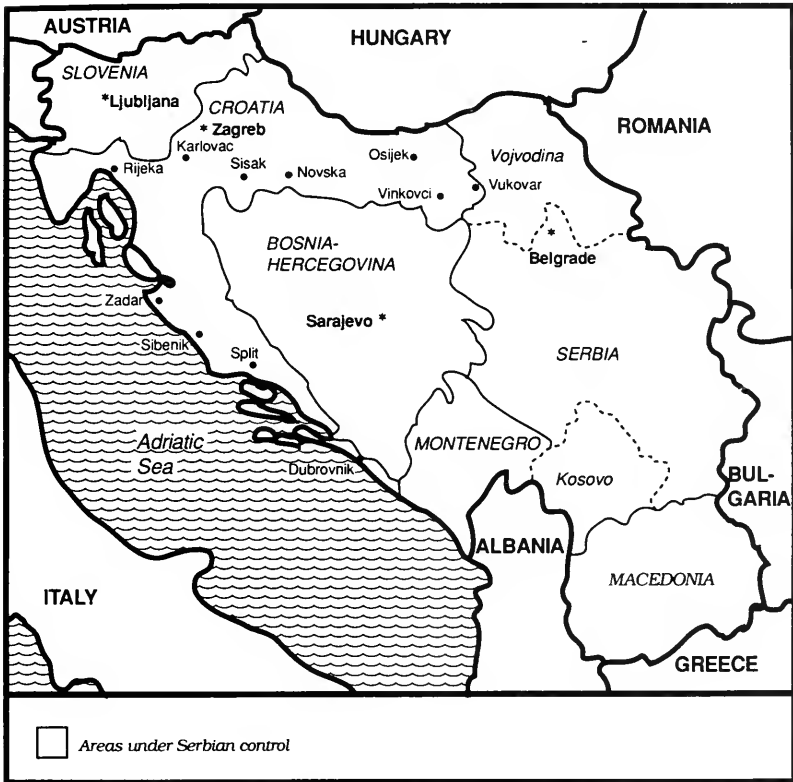 AUSTRIA
HUNGARY
SLOVENIA
*Ljubljana
CROATIA
* Zagreb
ROMANIA
Karlovac
Rijeka
Sisak
Novska
Osijek
Vojvodina
Vinkovci
Vukovar
BOSNIA-
HERCEGOVINA
*
Belgrade
Zadar
Sarajevo *
Sibenik
Split
SERBIA
Adriatic
Sea
MONTENEGRO
Dubrovnik
Kosovo
BUL-
GARIA
ALBANIA
MACEDONIA
ITALY
GREECE
Areas under Serbian control